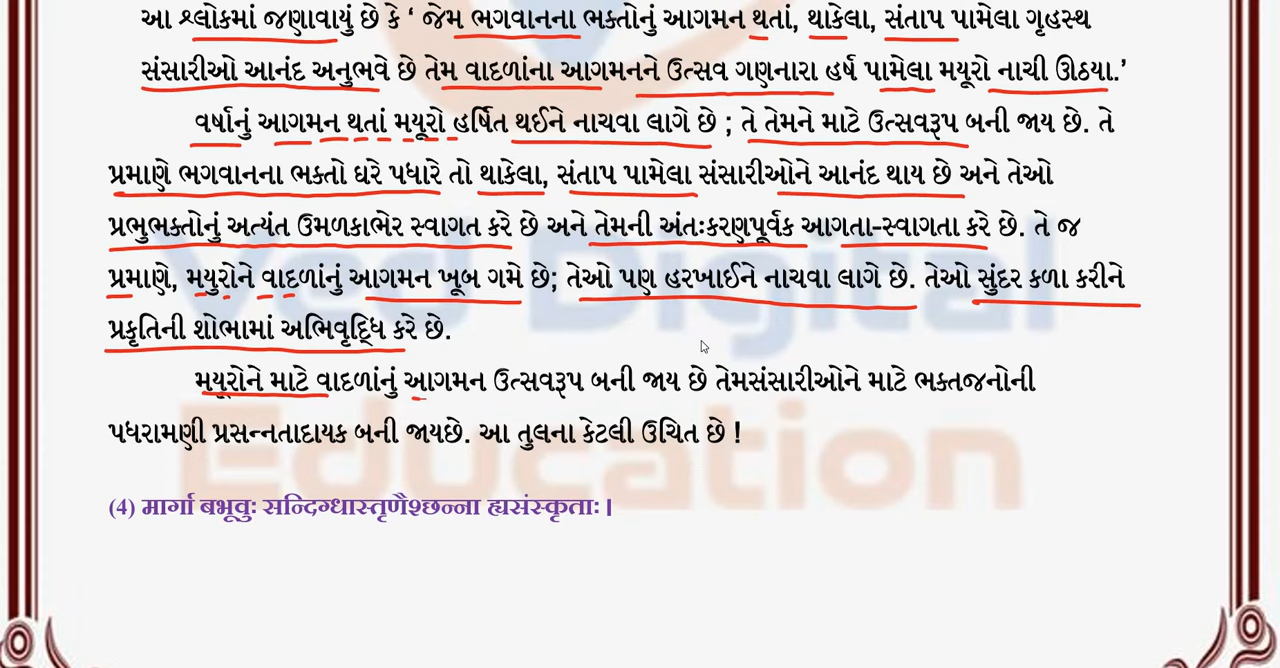 આ શ્લોકમાં જણાવાયું છે કે ‘ જેમ ભગવાનના ભક્તોનું આગમન થતાં, થાકેલા, સંતાપ પામેલા ગૃહસ્થ
સંસારીઓ આનંદ અનુભવે છે તેમ વાદળાંના આગમનને ઉત્સવ ગણનારા હર્ષ પામેલા મયૂરો નાચી ઊઠયા.’
વર્ષાનું આગમન થતાં મયૂરો હર્ષિત થઈને નાચવા લાગે છે ; તે તેમને માટે ઉત્સવરૂપ બની જાય છે. તે
પ્રમાણે ભગવાનના ભક્તો ઘરે પધારે તો થાકેલા, સંતાપ પામેલા સંસારીઓને આનંદ થાય છે અને તેઓ
પ્રભુભક્તોનું અત્યંત ઉમળકાભેર સ્વાગત કરે છે અને તેમની અંતઃકરણપૂર્વક આગતા-સ્વાગતા કરે છે. તે જ
પ્રમાણે, મયુરોને વાદળાંનું આગમન ખૂબ ગમે છે; તેઓ પણ હરખાઈને નાચવા લાગે છે. તેઓ સુંદર કળા કરીને
પ્રકૃતિની શોભામાં અભિવૃદ્ધિ કરે છે.
મયૂરોને માટે વાદળાંનું આગમન ઉત્સવરૂપ બની જાય છે તેમસંસારીઓને માટે ભક્તજનોની
પધરામણી પ્રસન્નતાદાયક બની જાયછે. આ તુલના કેટલી ઉચિત છે !
(4) मार्गा बभूवुः सन्दिग्धास्तृणैश्छन्ना ह्यसंस्कृताः ।
Ved Digital
Education